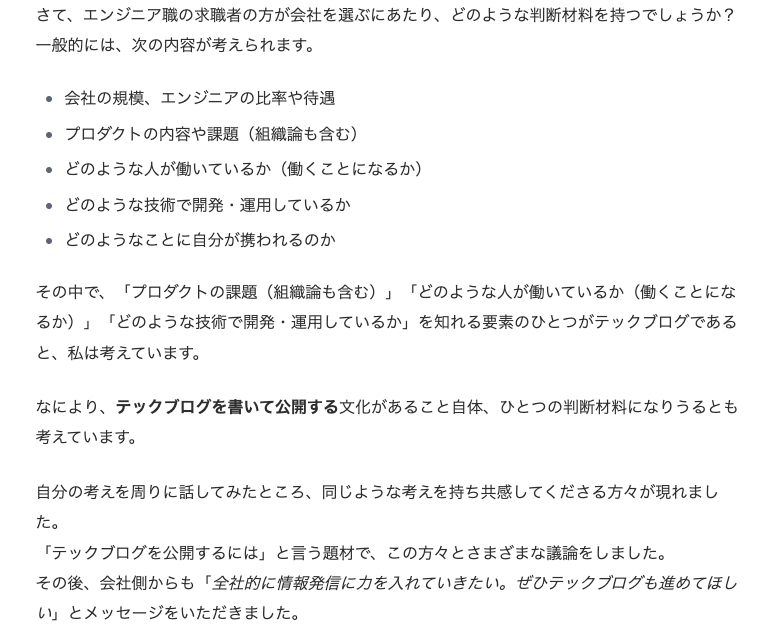 さて、エンジニア職の求職者の方が会社を選ぶにあたり、どのような判断材料を持つでしょうか？
一般的には、次の内容が考えられます。
• 会社の規模、エンジニアの比率や待遇
• プロダクトの内容や課題（組織論も含む）
• どのような人が働いているか（働くことになるか）
• どのような技術で開発・運用しているか
• どのようなことに自分が携われるのか
その中で、「プロダクトの課題（組織論も含む）」「どのような人が働いているか（働くことにな
るか）」「どのような技術で開発・運用しているか」を知れる要素のひとつがテックブログである
と、私は考えています。
なにより、テックブログを書いて公開する文化があること自体、ひとつの判断材料になりうるとも
考えています。
自分の考えを周りに話してみたところ、同じような考えを持ち共感してくださる方々が現れまし
た。
「テックブログを公開するには」と言う題材で、この方々とさまざまな議論をしました。
その後、会社側からも「全社的に情報発信に力を入れていきたい。ぜひテックブログも進めてほし
い」とメッセージをいただきました。